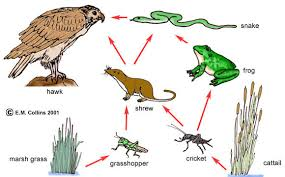 snake
hawk
frog
© E.M. Collins 2001
shrew
marsh grass
grasshopper
cricket
cattail